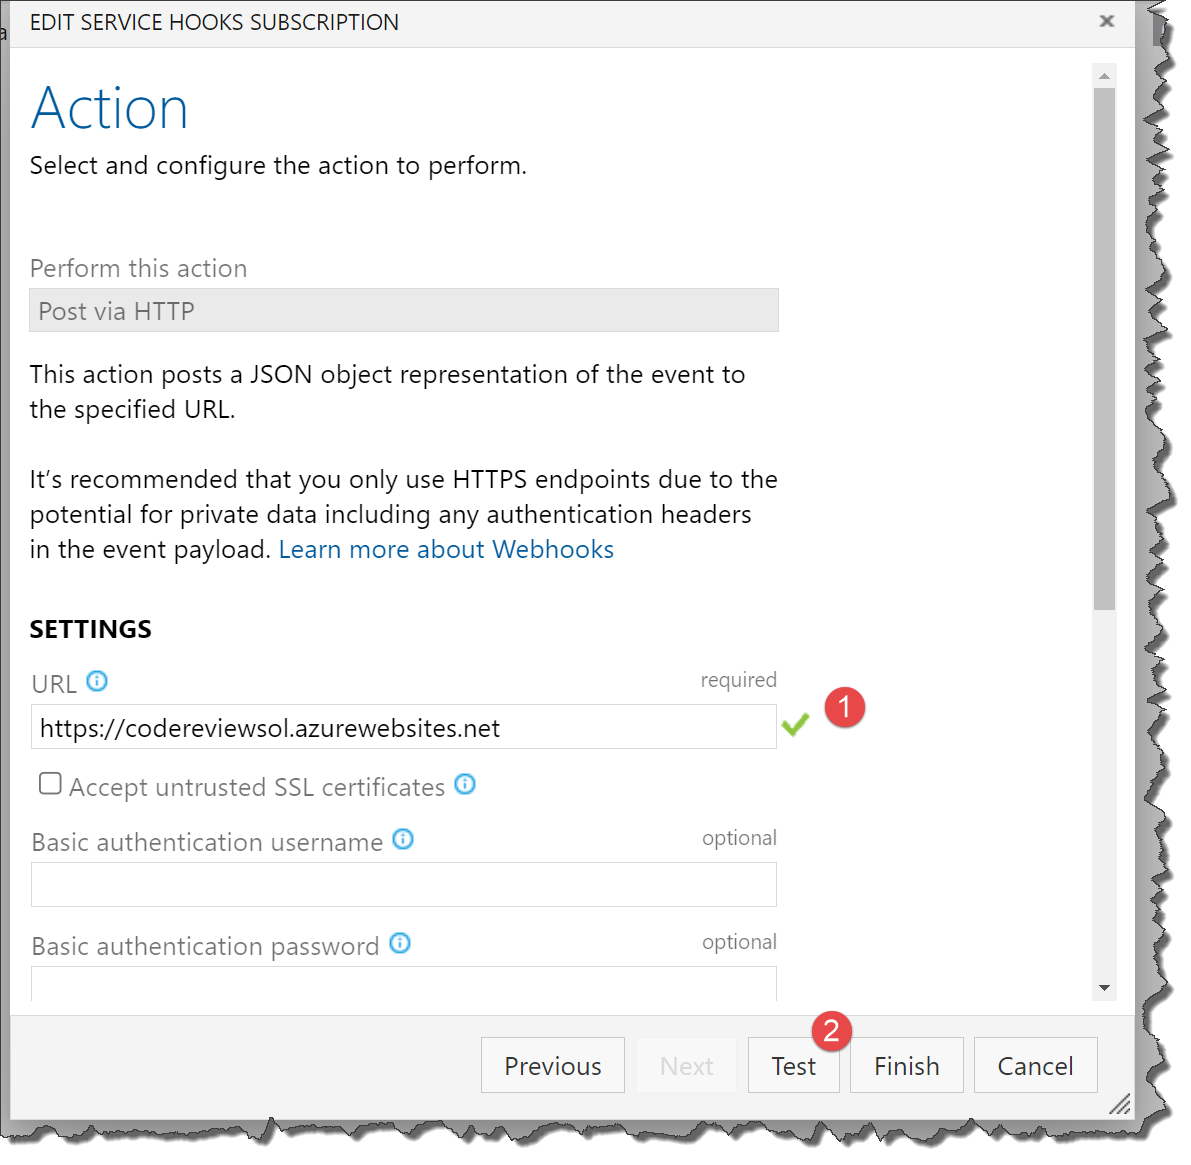 EDIT SERVICE HOOKS SUBSCRIPTION
Action
Select and configure the action to perform.
Perform this action
Post via HTTP
This action posts a JSON object representation of the event to
the specified URL.
It’s recommended that you only use HTTPS endpoints due to the
potential for private data including any authentication headers
in the event payload. Learn more about Webhooks
SETTINGS
URL required
https://codereviewsol.azurewebsites.net 1
Accept untrusted SSL certificates
Basic authentication username optional
Basic authentication password optional
2
Previous Next Test Finish Cancel